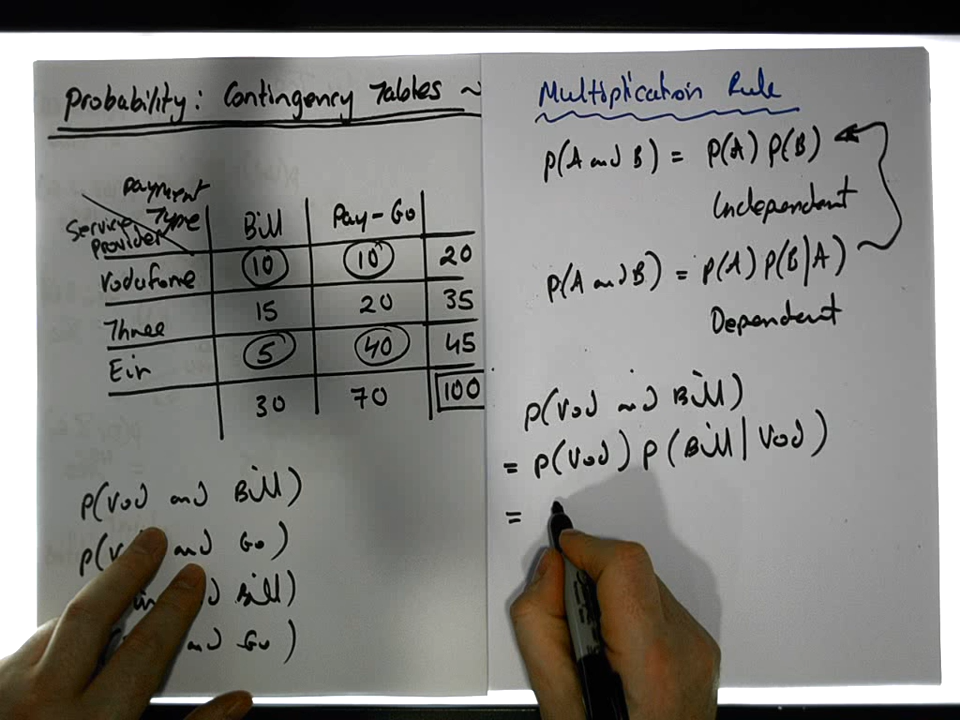 Probability: Contingency Tables ~
Payment
Type
Service
Provider
Bill Pay-Go
Vodafone 10 10 20
Three 15 20 35
Eir 5 40 45
30 70 100
P(Vod and Bill)
P(V and Go)
Bill)
and Go)
Multiplication Rule
P(A and B) = P(A) P(B)
Independent
P(A and B) = P(A) P(B|A)
Dependent
P(Vod and Bill)
= P(Vod) P(Bill | Vod)
=